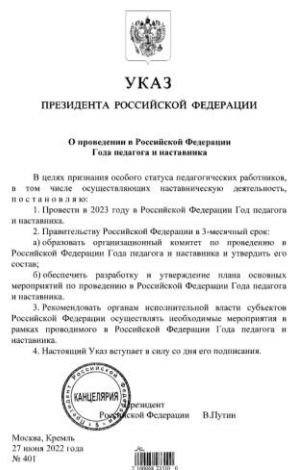 УКАЗ
ПРЕЗИДЕНТА РОССИЙСКОЙ ФЕДЕРАЦИИ
О проведении в Российской Федерации
Года педагога и наставника
В целях признания особого статуса педагогических работников,
в том числе осуществляющих наставническую деятельность,
п о с т а н о в л я ю:
1. Провести в 2023 году в Российской Федерации Год педагога
и наставника.
2. Правительству Российской Федерации в 3-месячный срок:
а) образовать организационный комитет по проведению в
Российской Федерации Года педагога и наставника и утвердить его
состав;
б) обеспечить разработку и утверждение плана основных
мероприятий по проведению в Российской Федерации Года педагога
и наставника.
3. Рекомендовать органам исполнительной власти субъектов
Российской Федерации осуществлять необходимые мероприятия в
рамках проводимого в Российской Федерации Года педагога и
наставника.
4. Настоящий Указ вступает в силу со дня его подписания.
КАНЦЕЛЯРИЯ
Президент
Российской Федерации В.Путин
Москва, Кремль
27 июня 2022 года
№ 401